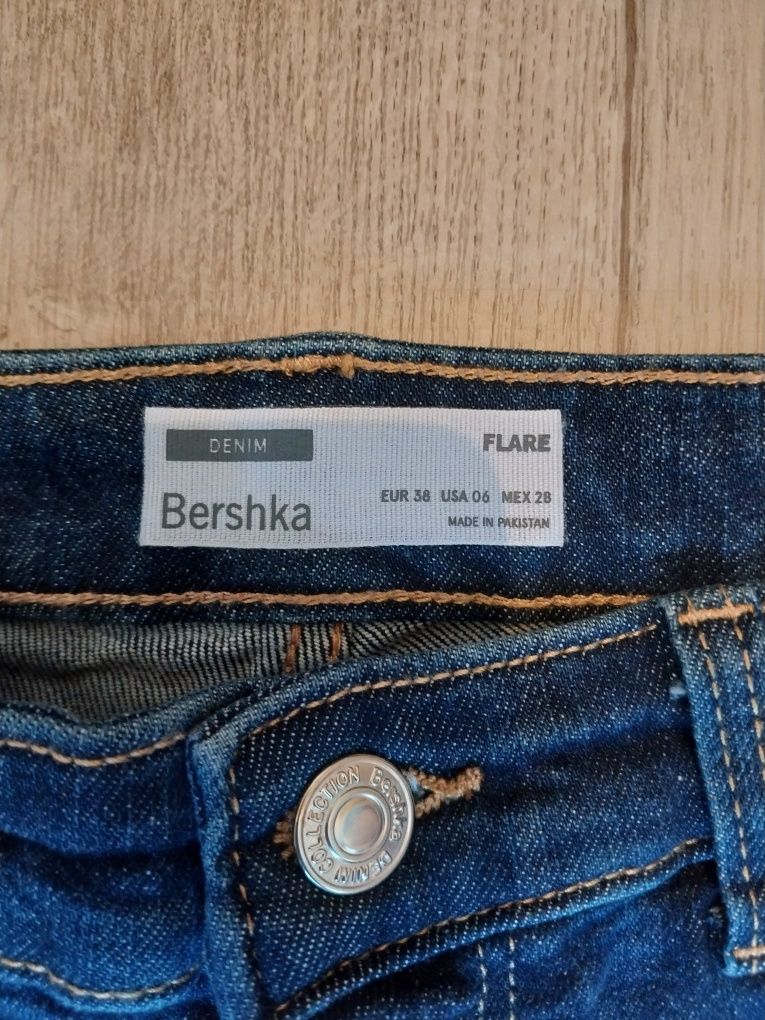 DENIM
FLARE
Bershka
EUR 38 USA 06 MEX 28
MADE IN PAKISTAN
Bershka DENIM COLLECTION